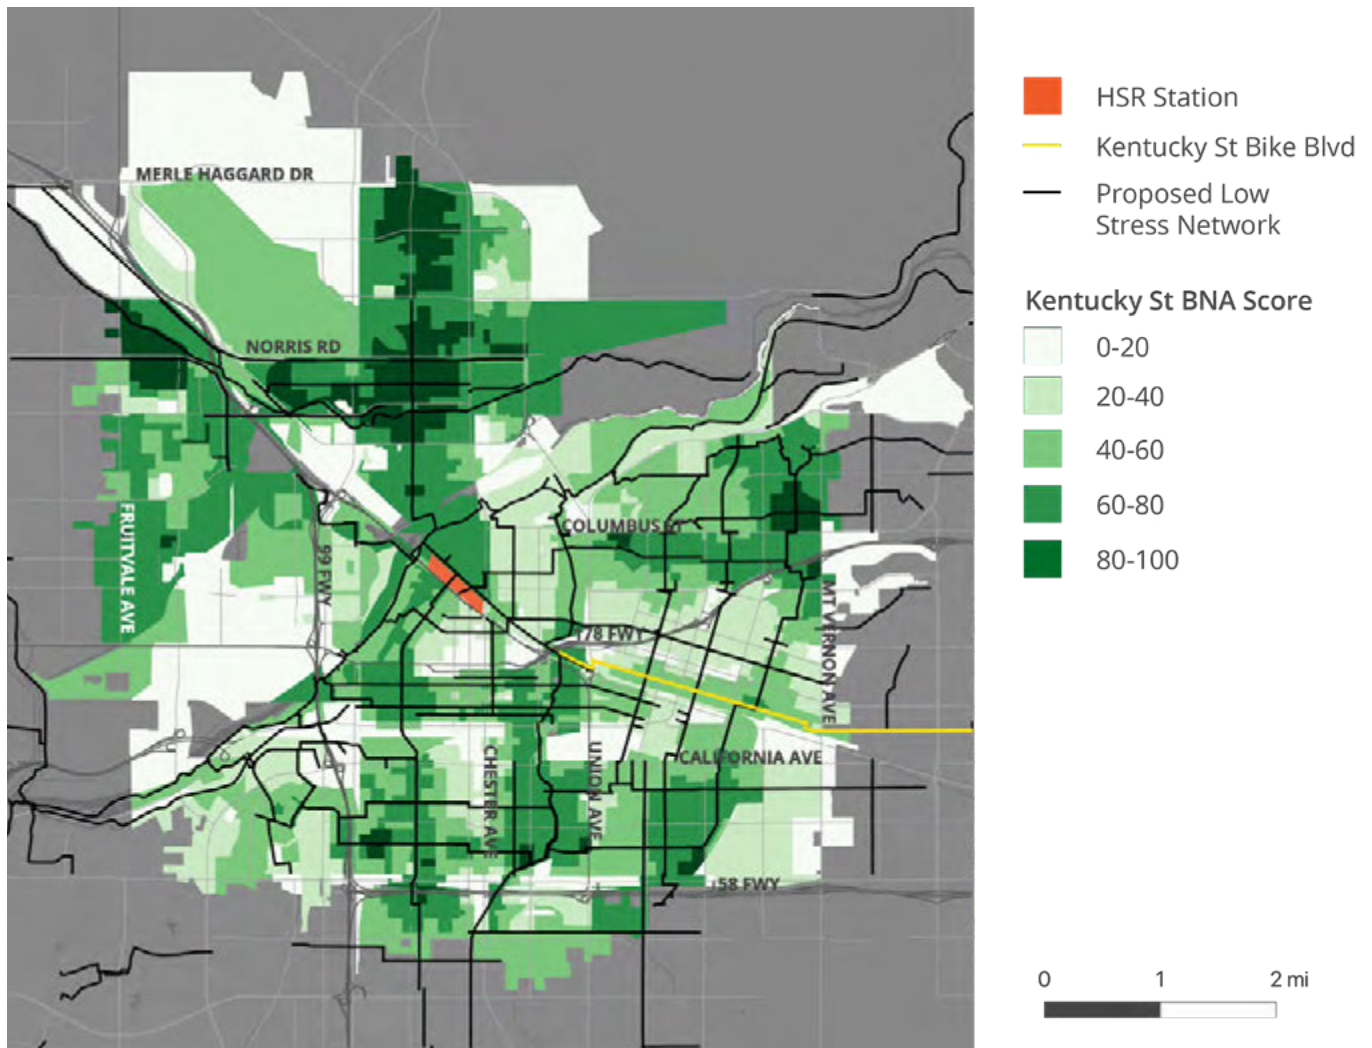 MERLE HAGGARD DR
NORRIS RD
FRUITVALE AVE
99 FWY
COLUMBUS ST
178 FWY
MT VERNON AVE
CALIFORNIA AVE
CHESTER AVE
UNION AVE
58 FWY
HSR Station
Kentucky St Bike Blvd
Proposed Low
Stress Network
Kentucky St BNA Score
0-20
20-40
40-60
60-80
80-100
0 1 2 mi